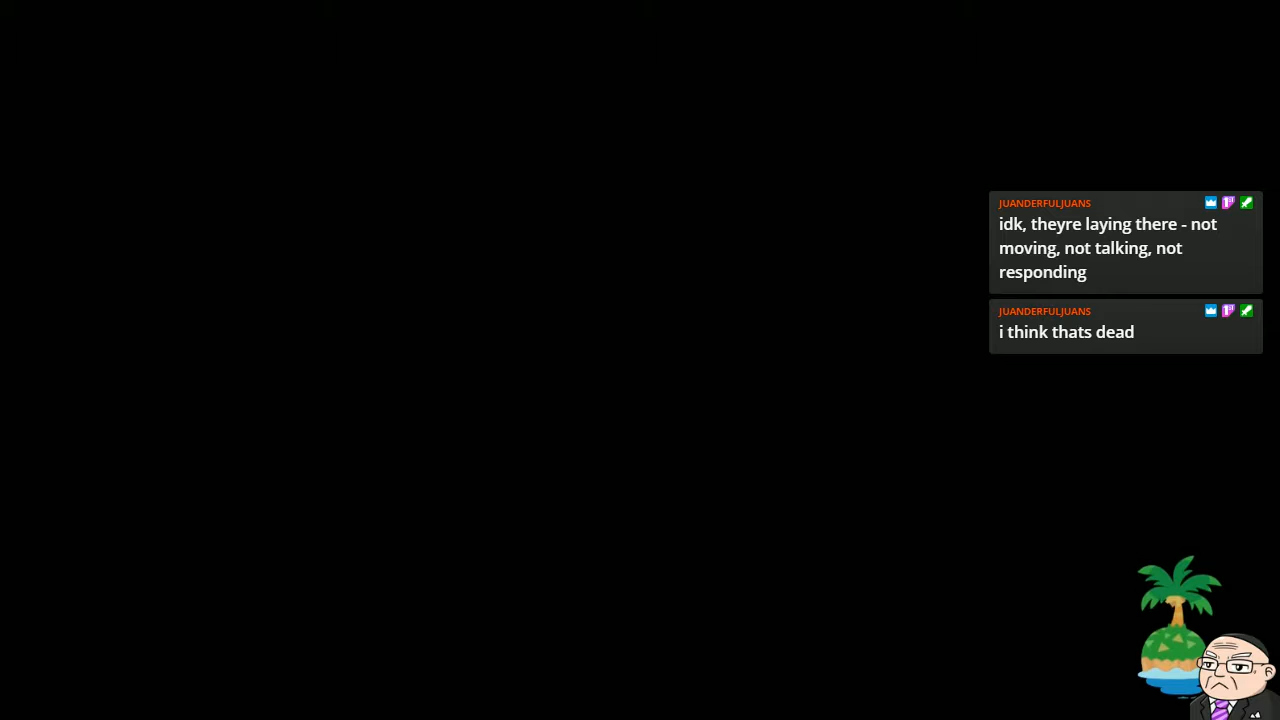 JUANDERFULJUANS
idk, theyre laying there - not
moving, not talking, not
responding
JUANDERFULJUANS
i think thats dead